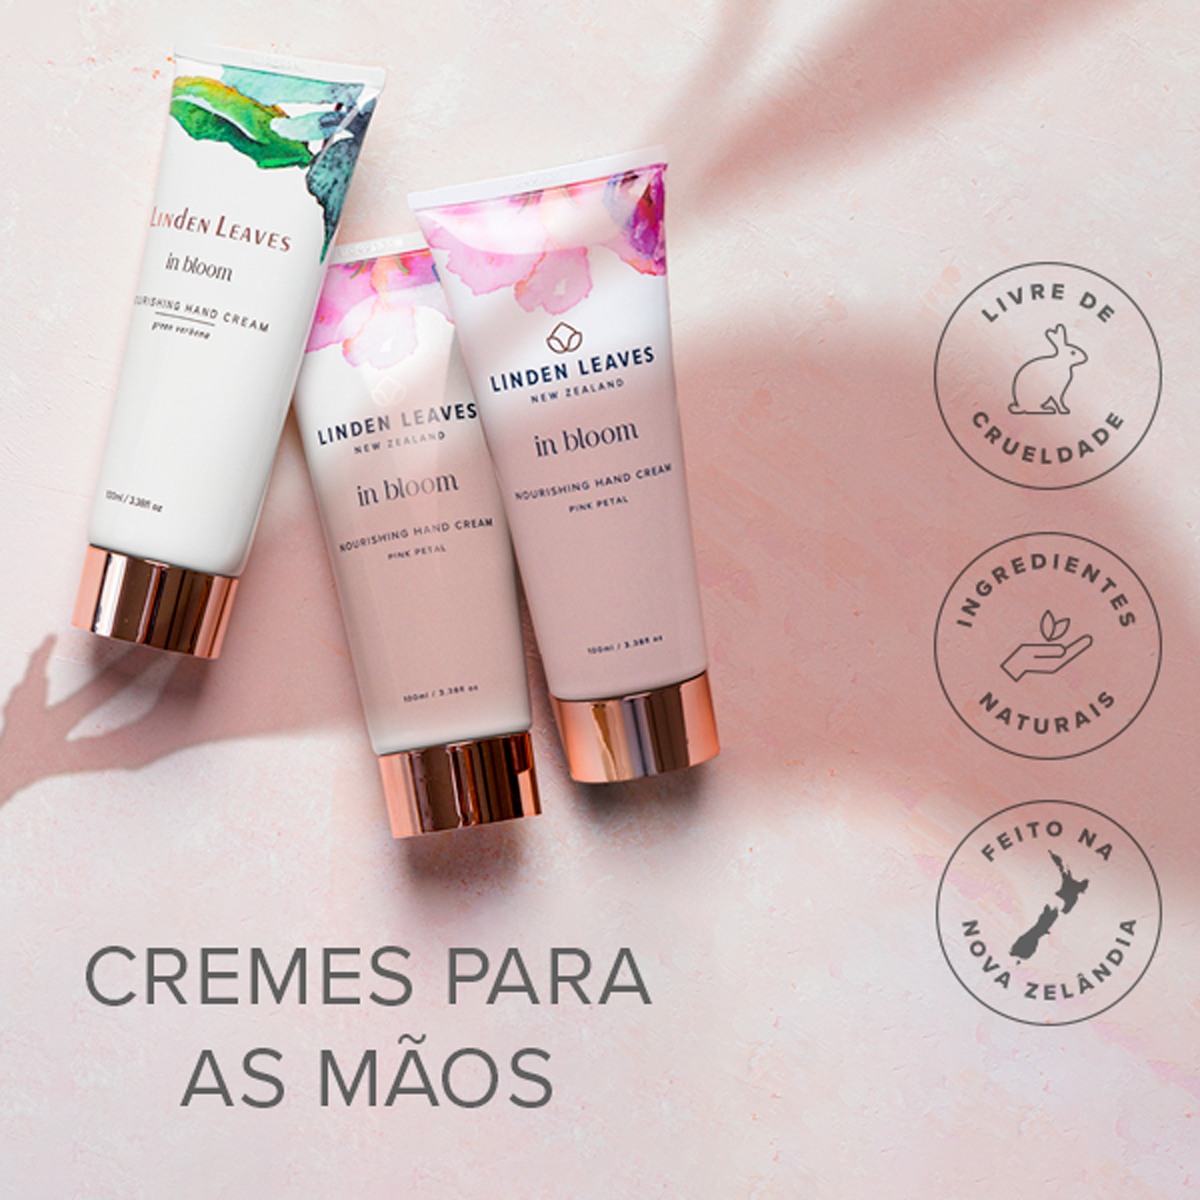 LINDEN LEAVES
in bloom
NOURISHING HAND CREAM
green verbena
100ml / 3.38fl oz
LINDEN LEAVES
NEW ZEALAND
in bloom
NOURISHING HAND CREAM
PINK PETAL
100ml / 3.38fl oz
LINDEN LEAVES
NEW ZEALAND
in bloom
NOURISHING HAND CREAM
PINK PETAL
100ml / 3.38fl oz
LIVRE DE
CRUELDADE
INGREDIENTES
NATURAIS
FEITO NA
NOVA ZELÂNDIA
CREMES PARA
AS MÃOS